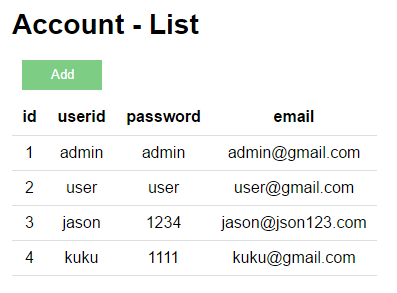 Account - List
Add
id userid password email
1 admin admin admin@gmail.com
2 user user user@gmail.com
3 jason 1234 jason@json123.com
4 kuku 1111 kuku@gmail.com